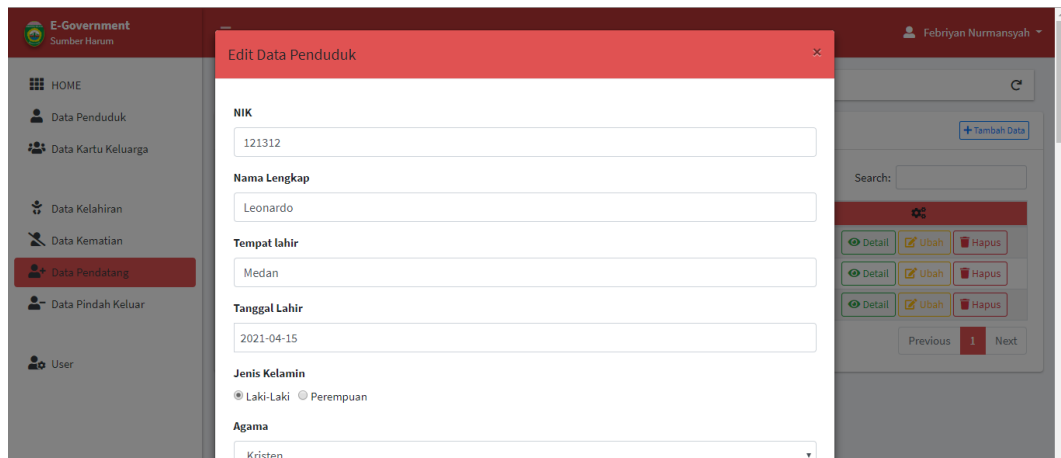 E-Government
Sumber Harum
Febriyan Nurmansyah
HOME
Data Penduduk
Data Kartu Keluarga
Data Kelahiran
Data Kematian
Data Pendatang
Data Pindah Keluar
User
Edit Data Penduduk
×
NIK
121312
Nama Lengkap
Leonardo
Tempat lahir
Medan
Tanggal Lahir
2021-04-15
Jenis Kelamin
Laki-Laki Perempuan
Agama
Kristen
+ Tambah Data
Search:
Detail Ubah Hapus
Detail Ubah Hapus
Detail Ubah Hapus
Previous 1 Next